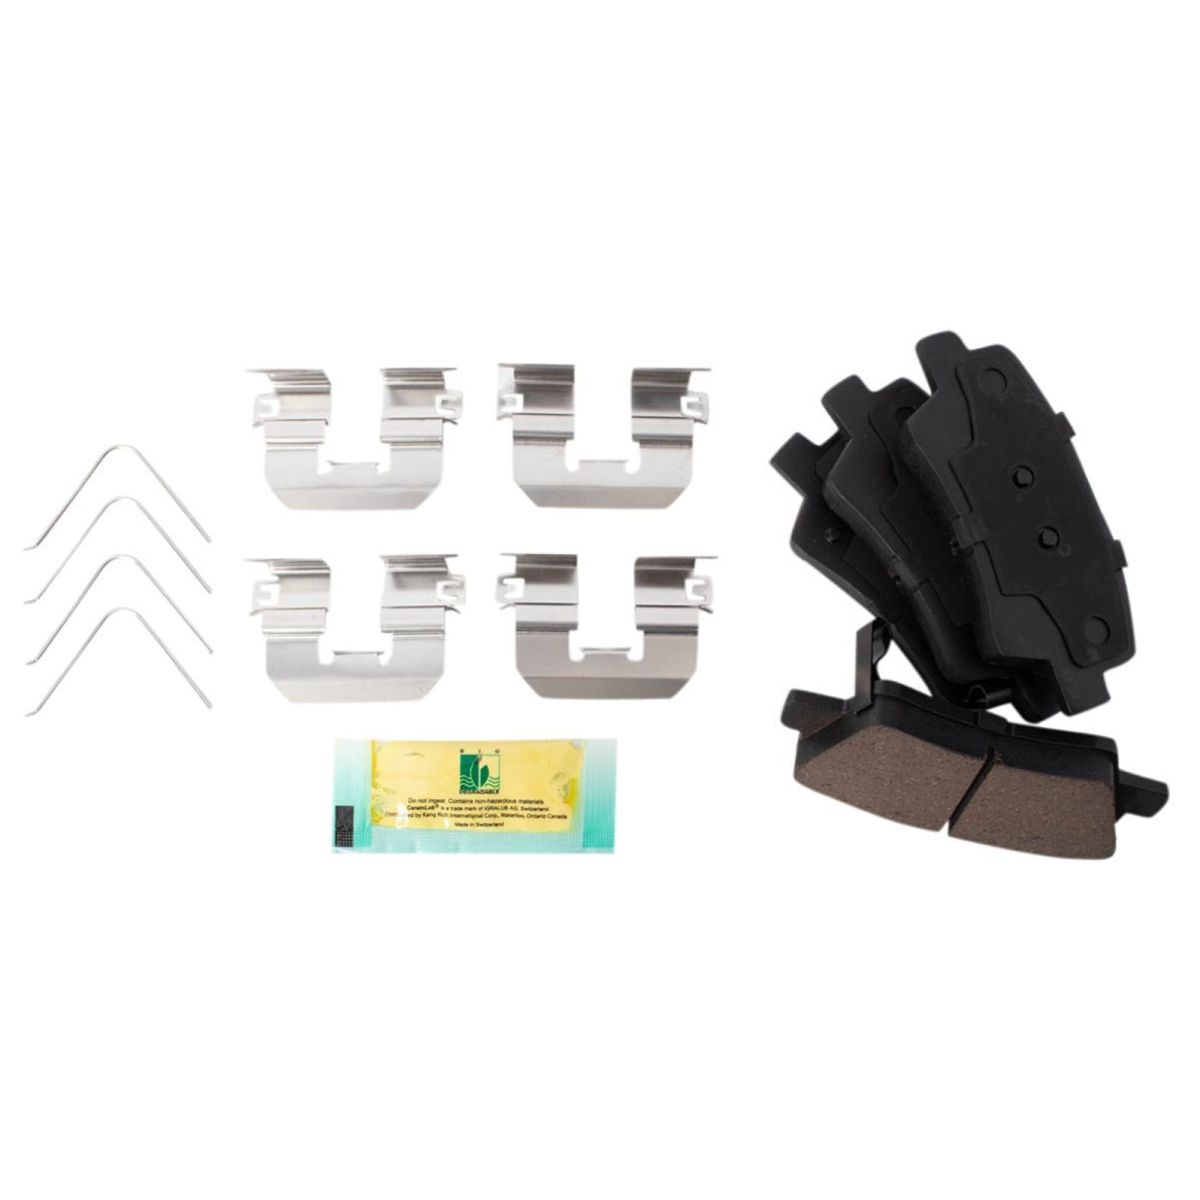 BIO
DEGRADABLE
Do not ingest. Contains non-hazardous materials
CeramLub® is a trade mark of IGRALUB AG, Switzerland
Distributed by Kang Rich International Corp., Waterloo, Ontario Canada
Made in Switzerland